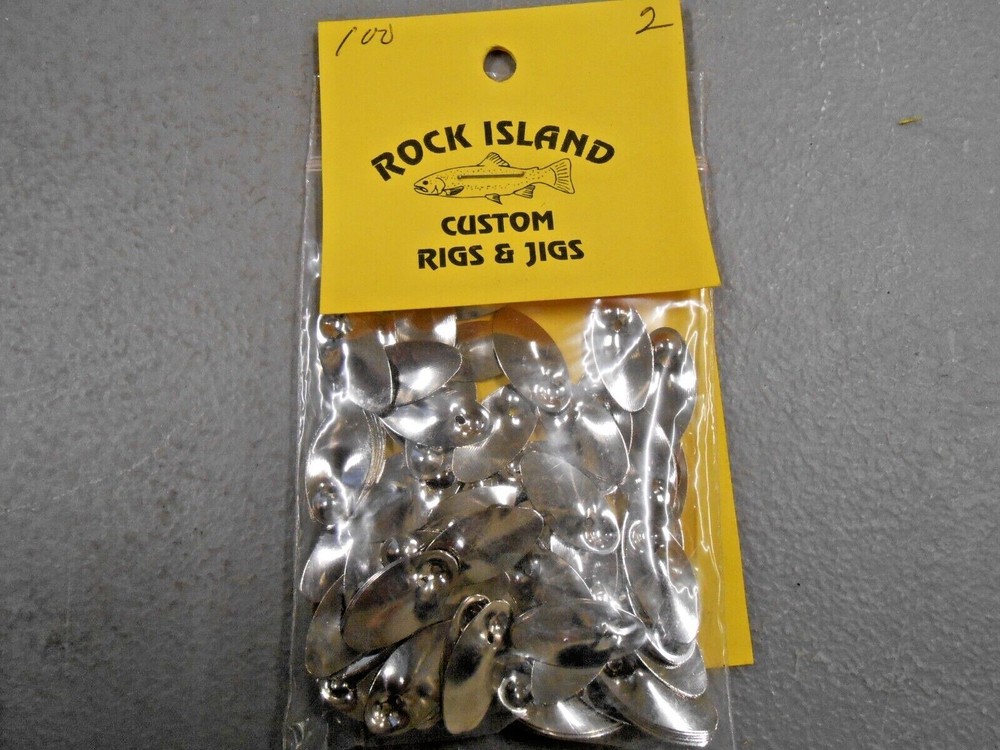 100 2
ROCK ISLAND
CUSTOM
RIGS & JIGS